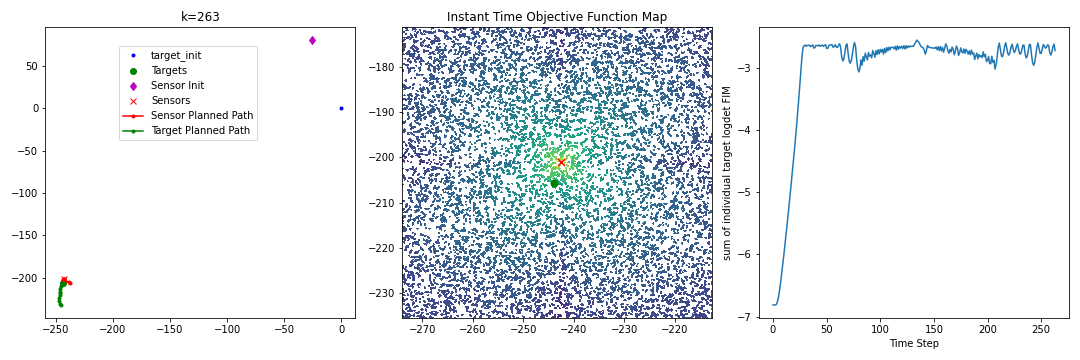 k=263
target_init
Targets
Sensor Init
Sensors
Sensor Planned Path
Target Planned Path
50
0
−50
−100
−150
−200
−250 −200 −150 −100 −50 0
Instant Time Objective Function Map
−180
−190
−200
−210
−220
−230
−270 −260 −250 −240 −230 −220
sum of individual target logdet FIM
−3
−4
−5
−6
−7
0 50 100 150 200 250
Time Step